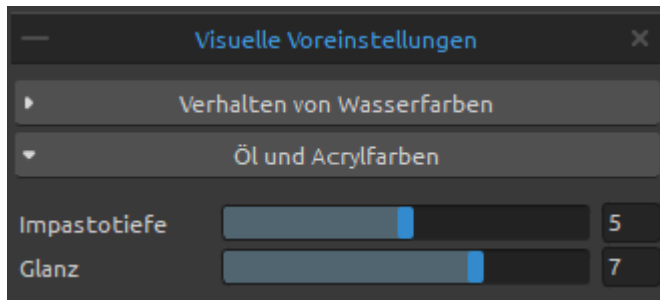 Visuelle Voreinstellungen
Verhalten von Wasserfarben
Öl und Acrylfarben
Impastotiefe 5
Glanz 7